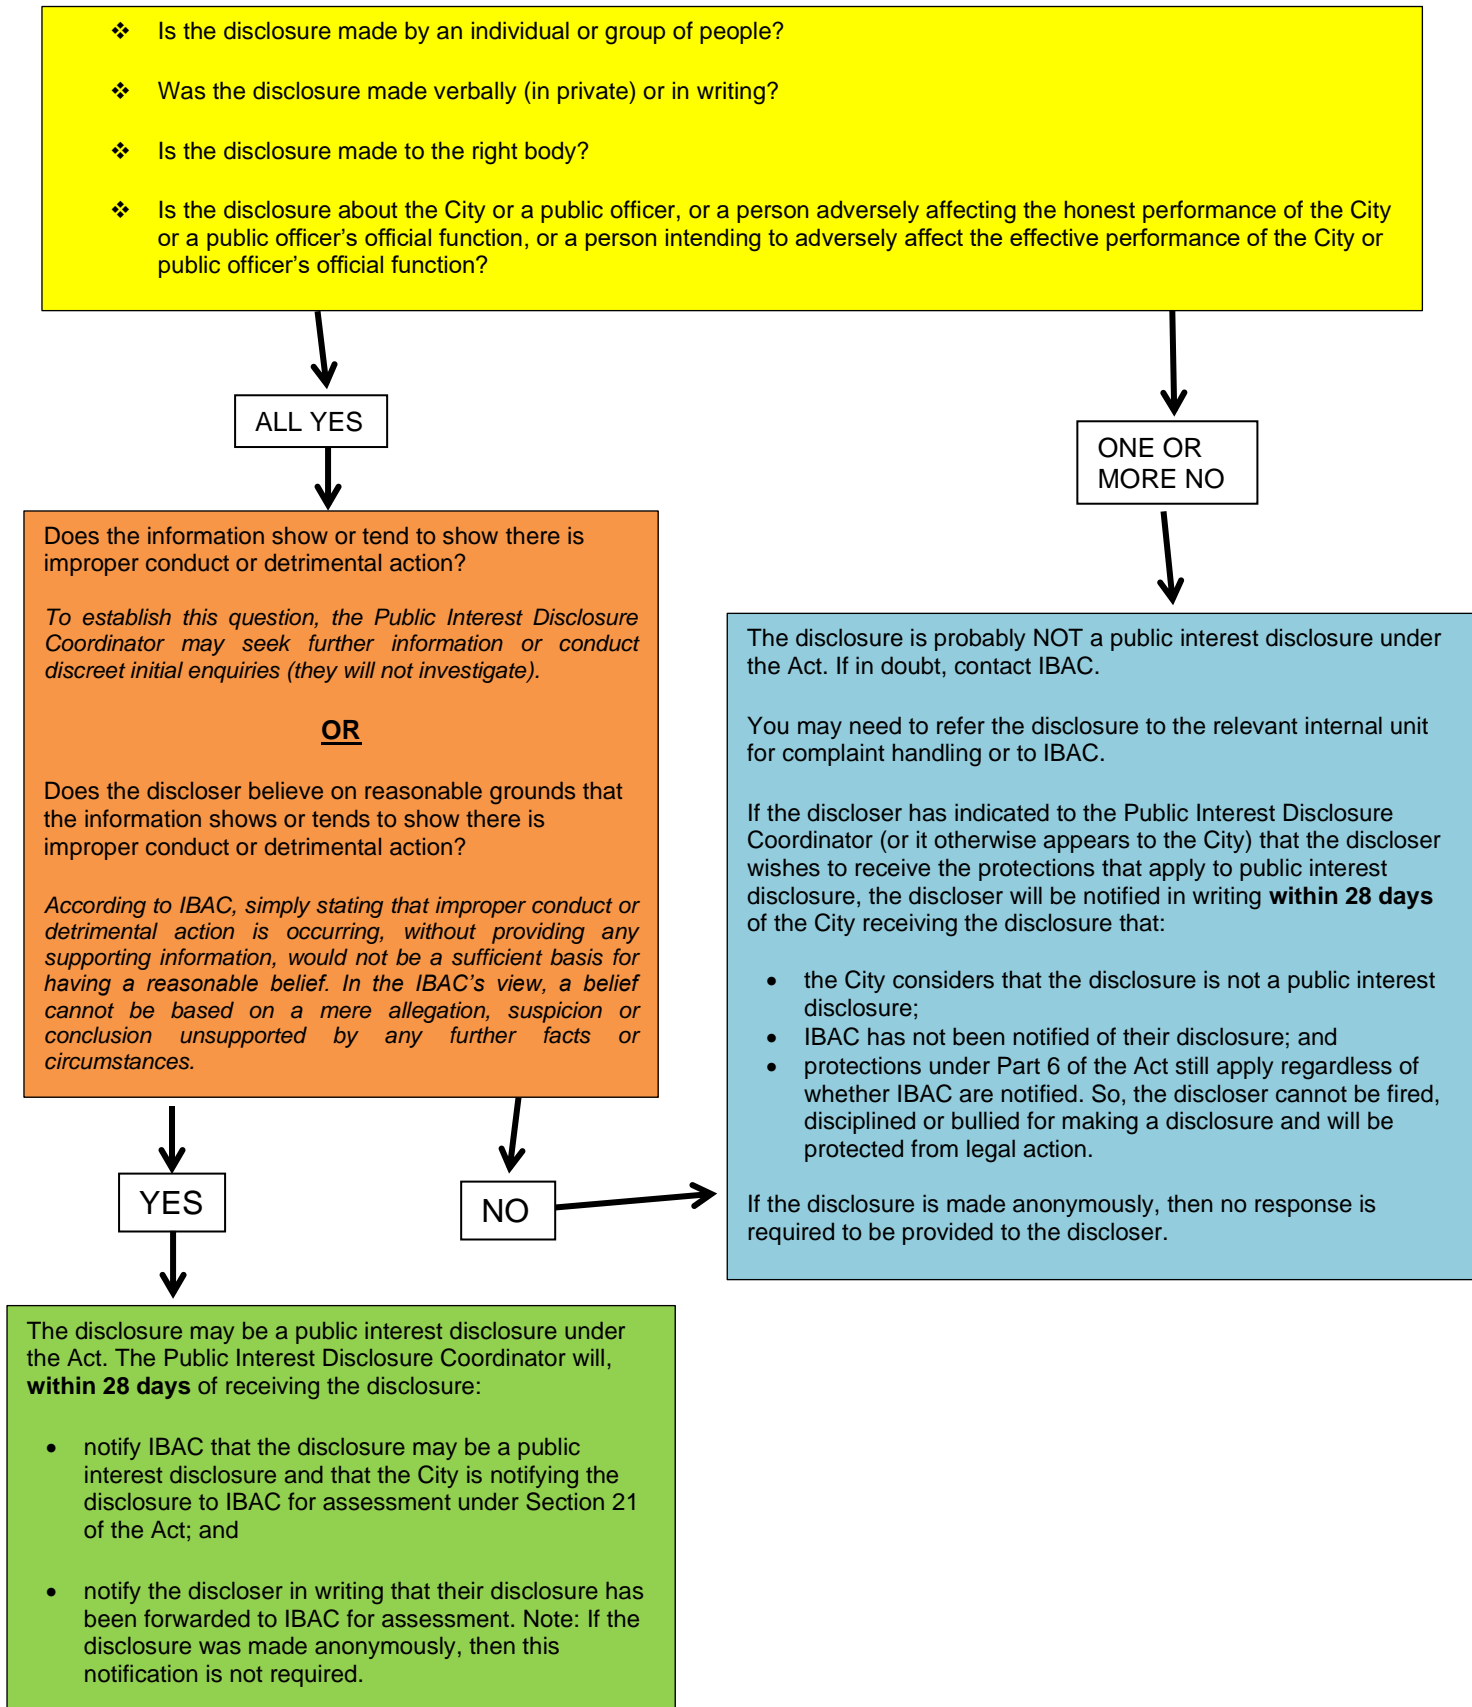 ❖ Is the disclosure made by an individual or group of people?
❖ Was the disclosure made verbally (in private) or in writing?
❖ Is the disclosure made to the right body?
❖ Is the disclosure about the City or a public officer, or a person adversely affecting the honest performance of the City
or a public officer's official function, or a person intending to adversely affect the effective performance of the City or
public officer's official function?
ALL YES
ONE OR
MORE NO
Does the information show or tend to show there is
improper conduct or detrimental action?
To establish this question, the Public Interest Disclosure
Coordinator may seek further information or conduct
discreet initial enquiries (they will not investigate).
OR
Does the discloser believe on reasonable grounds that
the information shows or tends to show there is
improper conduct or detrimental action?
According to IBAC, simply stating that improper conduct or
detrimental action is occurring, without providing any
supporting information, would not be a sufficient basis for
having a reasonable belief. In the IBAC's view, a belief
cannot be based on a mere allegation, suspicion or
conclusion unsupported by any further facts or
circumstances.
The disclosure is probably NOT a public interest disclosure under
the Act. If in doubt, contact IBAC.
You may need to refer the disclosure to the relevant internal unit
for complaint handling or to IBAC.
If the discloser has indicated to the Public Interest Disclosure
Coordinator (or it otherwise appears to the City) that the discloser
wishes to receive the protections that apply to public interest
disclosure, the discloser will be notified in writing within 28 days
of the City receiving the disclosure that:
• the City considers that the disclosure is not a public interest
disclosure;
• IBAC has not been notified of their disclosure; and
• protections under Part 6 of the Act still apply regardless of
whether IBAC are notified. So, the discloser cannot be fired,
disciplined or bullied for making a disclosure and will be
protected from legal action.
If the disclosure is made anonymously, then no response is
required to be provided to the discloser.
YES
NO
The disclosure may be a public interest disclosure under
the Act. The Public Interest Disclosure Coordinator will,
within 28 days of receiving the disclosure:
• notify IBAC that the disclosure may be a public
interest disclosure and that the City is notifying the
disclosure to IBAC for assessment under Section 21
of the Act; and
• notify the discloser in writing that their disclosure has
been forwarded to IBAC for assessment. Note: If the
disclosure was made anonymously, then this
notification is not required.